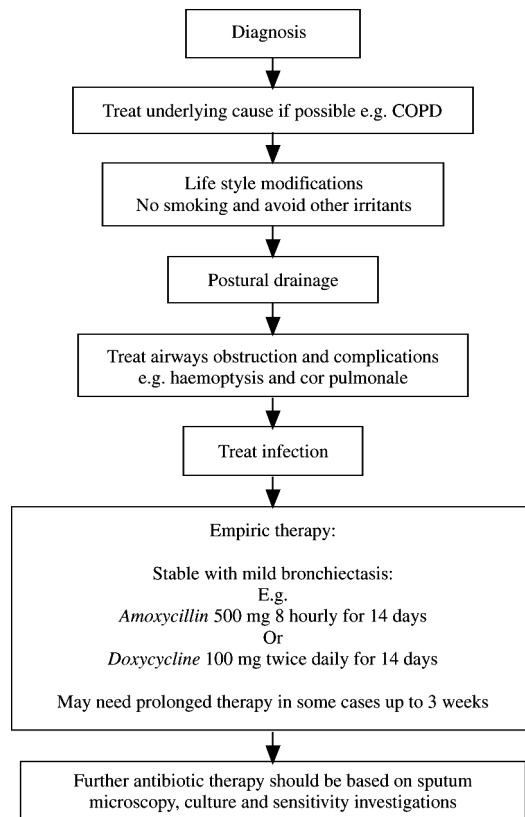 Diagnosis
Treat underlying cause if possible e.g. COPD
Life style modifications
No smoking and avoid other irritants
Postural drainage
Treat airways obstruction and complications
e.g. haemoptysis and cor pulmonale
Treat infection
Empiric therapy:
Stable with mild bronchiectasis:
E.g.
Amoxycillin 500 mg 8 hourly for 14 days
Or
Doxycycline 100 mg twice daily for 14 days
May need prolonged therapy in some cases up to 3 weeks
Further antibiotic therapy should be based on sputum
microscopy, culture and sensitivity investigations